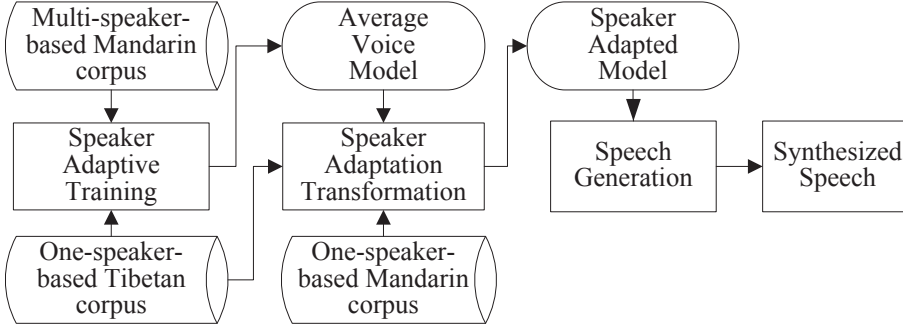 Multi-speaker-
based Mandarin
corpus
Average
Voice
Model
Speaker
Adapted
Model
Speaker
Adaptive
Training
Speaker
Adaptation
Transformation
Speech
Generation
Synthesized
Speech
One-speaker-
based Tibetan
corpus
One-speaker-
based Mandarin
corpus